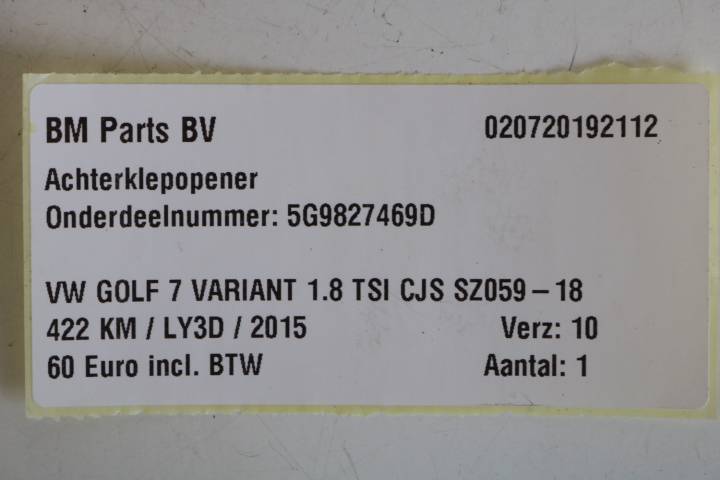 BM Parts BV 020720192112
Achterklepopener
Onderdeelnummer: 5G9827469D
VW GOLF 7 VARIANT 1.8 TSI CJS SZ059-18
422 KM / LY3D / 2015 Verz: 10
60 Euro incl. BTW Aantal: 1